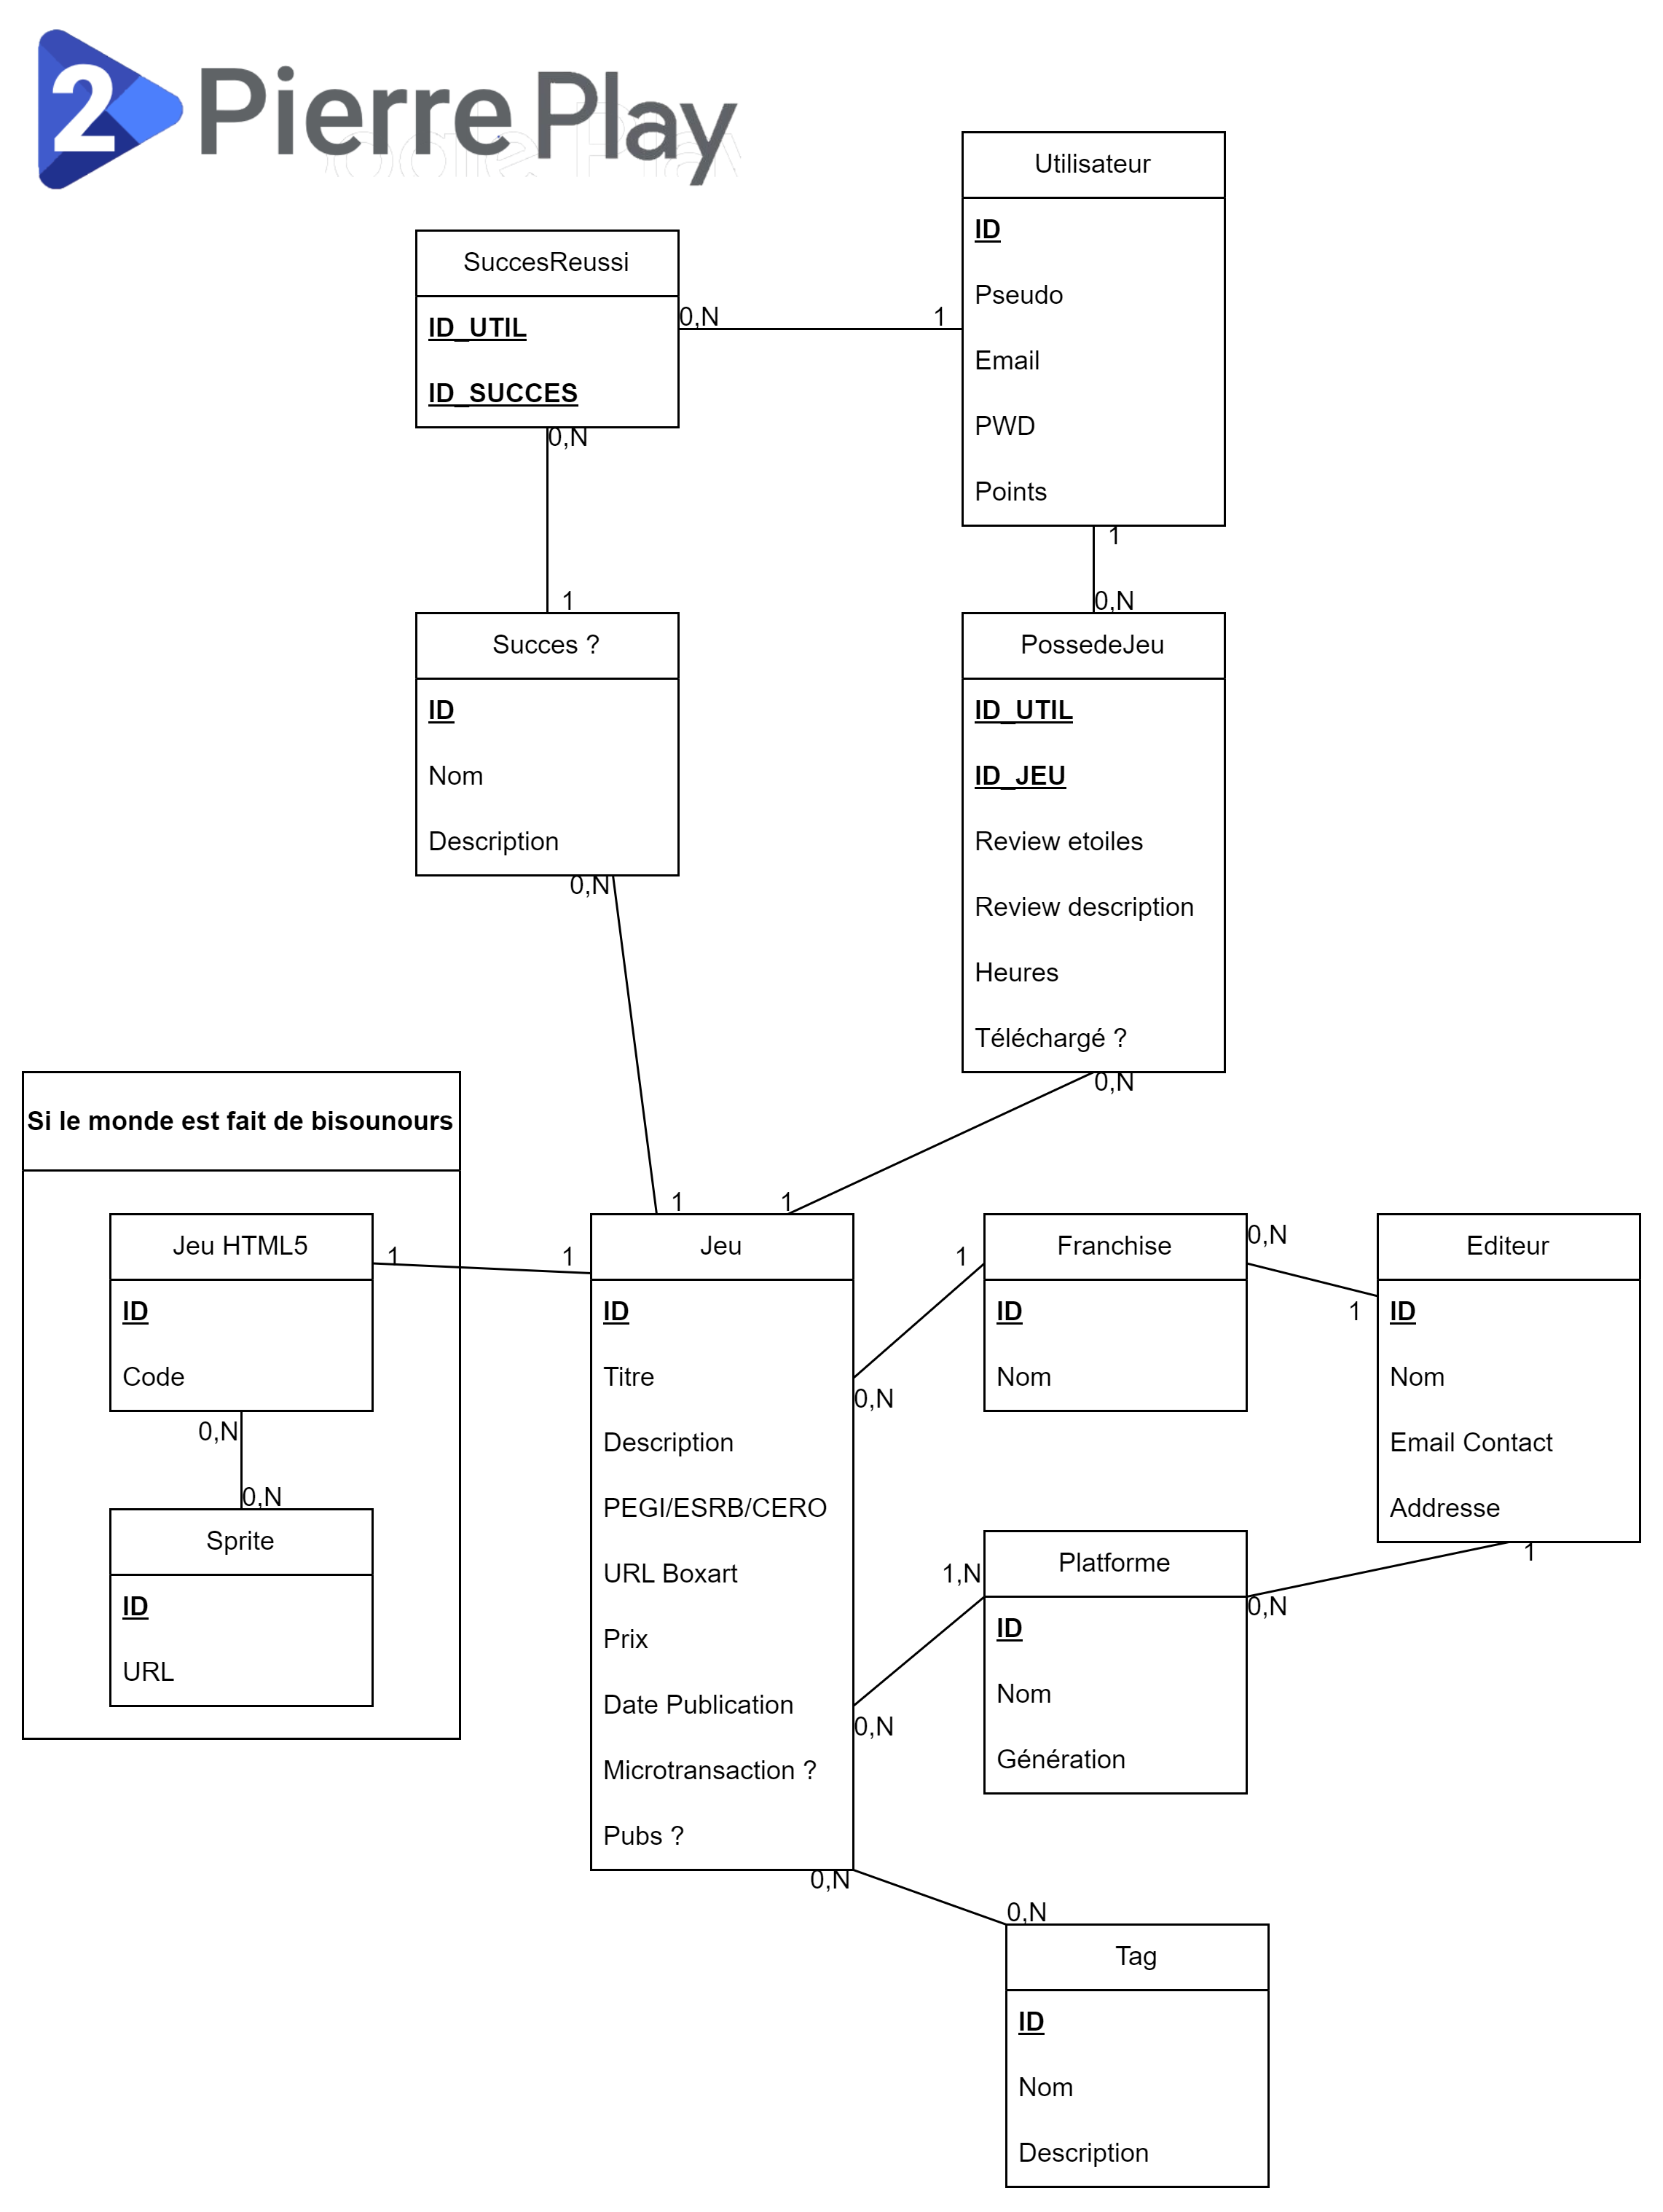 2 Pierre Play
Utilisateur
ID
Pseudo
Email
PWD
Points
SuccesReussi
ID_UTIL
ID_SUCCES
0,N
1
0,N
1
1
0,N
Succes ?
ID
Nom
Description
0,N
PossedeJeu
ID_UTIL
ID_JEU
Review etoiles
Review description
Heures
Téléchargé ?
0,N
Si le monde est fait de bisounours
1
1
Jeu HTML5
ID
Code
1
1
0,N
0,N
Sprite
ID
URL
Jeu
ID
Titre
Description
PEGI/ESRB/CERO
URL Boxart
Prix
Date Publication
Microtransaction ?
Pubs ?
1
0,N
Franchise
ID
Nom
0,N
1
Editeur
ID
Nom
Email Contact
Addresse
1
1,N
0,N
0,N
Platforme
ID
Nom
Génération
0,N
0,N
Tag
ID
Nom
Description